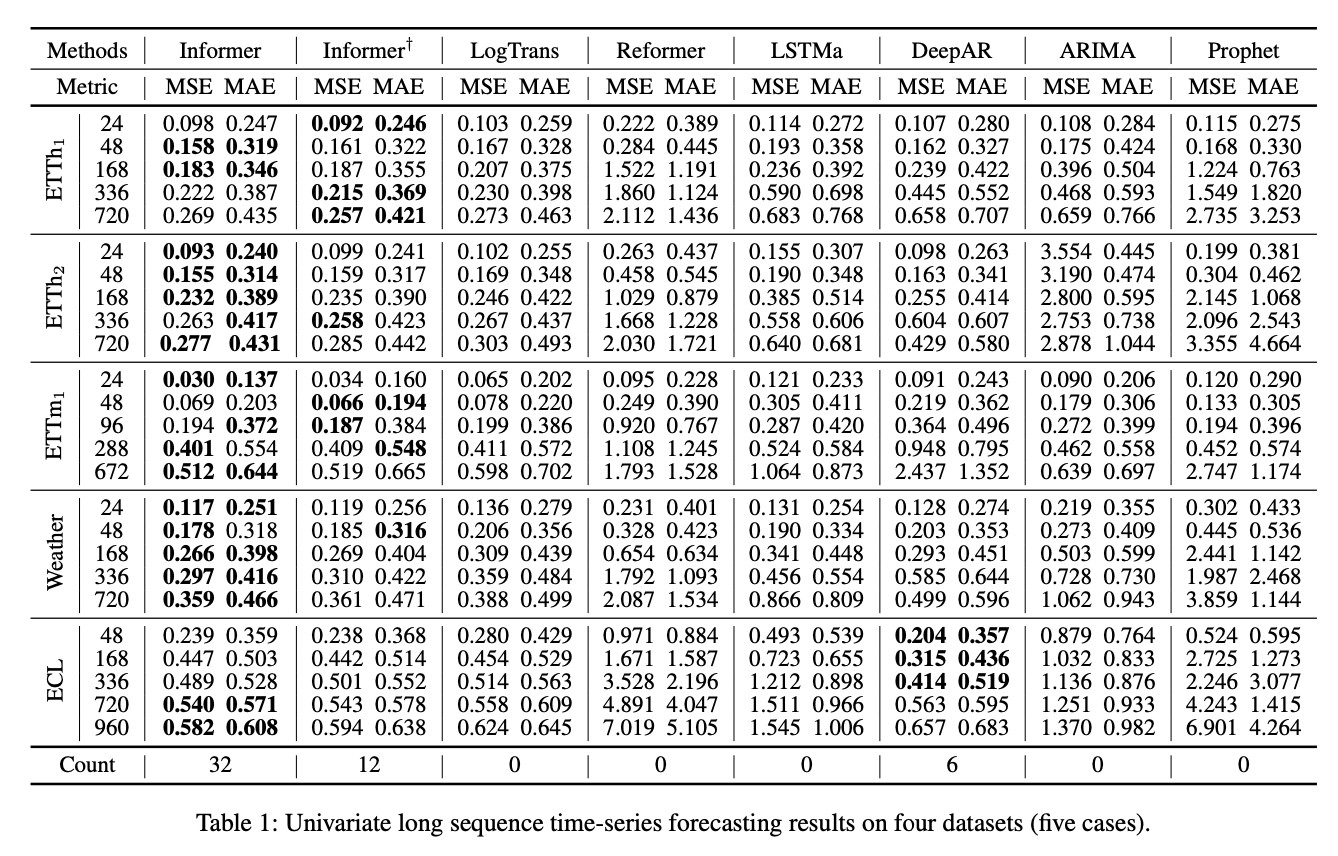 Methods Informer Informer† LogTrans Reformer LSTMa DeepAR ARIMA Prophet
Metric MSE MAE MSE MAE MSE MAE MSE MAE MSE MAE MSE MAE MSE MAE MSE MAE
ETTh₁
24 0.098 0.247 0.092 0.246 0.103 0.259 0.222 0.389 0.114 0.272 0.107 0.280 0.108 0.284 0.115 0.275
48 0.158 0.319 0.161 0.322 0.167 0.328 0.284 0.445 0.193 0.358 0.162 0.327 0.175 0.424 0.168 0.330
168 0.183 0.346 0.187 0.355 0.207 0.375 1.522 1.191 0.236 0.392 0.239 0.422 0.396 0.504 1.224 0.763
336 0.222 0.387 0.215 0.369 0.230 0.398 1.860 1.124 0.590 0.698 0.445 0.552 0.468 0.593 1.549 1.820
720 0.269 0.435 0.257 0.421 0.273 0.463 2.112 1.436 0.683 0.768 0.658 0.707 0.659 0.766 2.735 3.253
ETTh₂
24 0.093 0.240 0.099 0.241 0.102 0.255 0.263 0.437 0.155 0.307 0.098 0.263 3.554 0.445 0.199 0.381
48 0.155 0.314 0.159 0.317 0.169 0.348 0.458 0.545 0.190 0.348 0.163 0.341 3.190 0.474 0.304 0.462
168 0.232 0.389 0.235 0.390 0.246 0.422 1.029 0.879 0.385 0.514 0.255 0.414 2.800 0.595 2.145 1.068
336 0.263 0.417 0.258 0.423 0.267 0.437 1.668 1.228 0.558 0.606 0.604 0.607 2.753 0.738 2.096 2.543
720 0.277 0.431 0.285 0.442 0.303 0.493 2.030 1.721 0.640 0.681 0.429 0.580 2.878 1.044 3.355 4.664
ETTm₁
24 0.030 0.137 0.034 0.160 0.065 0.202 0.095 0.228 0.121 0.233 0.091 0.243 0.090 0.206 0.120 0.290
48 0.069 0.203 0.066 0.194 0.078 0.220 0.249 0.390 0.305 0.411 0.219 0.362 0.179 0.306 0.133 0.305
96 0.194 0.372 0.187 0.384 0.199 0.386 0.920 0.767 0.287 0.420 0.364 0.496 0.272 0.399 0.194 0.396
288 0.401 0.554 0.409 0.548 0.411 0.572 1.108 1.245 0.524 0.584 0.948 0.795 0.462 0.558 0.452 0.574
672 0.512 0.644 0.519 0.665 0.598 0.702 1.793 1.528 1.064 0.873 2.437 1.352 0.639 0.697 2.747 1.174
Weather
24 0.117 0.251 0.119 0.256 0.136 0.279 0.231 0.401 0.131 0.254 0.128 0.274 0.219 0.355 0.302 0.433
48 0.178 0.318 0.185 0.316 0.206 0.356 0.328 0.423 0.190 0.334 0.203 0.353 0.273 0.409 0.445 0.536
168 0.266 0.398 0.269 0.404 0.309 0.439 0.654 0.634 0.341 0.448 0.293 0.451 0.503 0.599 2.441 1.142
336 0.297 0.416 0.310 0.422 0.359 0.484 1.792 1.093 0.456 0.554 0.585 0.644 0.728 0.730 1.987 2.468
720 0.359 0.466 0.361 0.471 0.388 0.499 2.087 1.534 0.866 0.809 0.499 0.596 1.062 0.943 3.859 1.144
ECL
48 0.239 0.359 0.238 0.368 0.280 0.429 0.971 0.884 0.493 0.539 0.204 0.357 0.879 0.764 0.524 0.595
168 0.447 0.503 0.442 0.514 0.454 0.529 1.671 1.587 0.723 0.655 0.315 0.436 1.032 0.833 2.725 1.273
336 0.489 0.528 0.501 0.552 0.514 0.563 3.528 2.196 1.212 0.898 0.414 0.519 1.136 0.876 2.246 3.077
720 0.540 0.571 0.543 0.578 0.558 0.609 4.891 4.047 1.511 0.966 0.563 0.595 1.251 0.933 4.243 1.415
960 0.582 0.608 0.594 0.638 0.624 0.645 7.019 5.105 1.545 1.006 0.657 0.683 1.370 0.982 6.901 4.264
Count 32 12 0 0 0 6 0 0
Table 1: Univariate long sequence time-series forecasting results on four datasets (five cases).